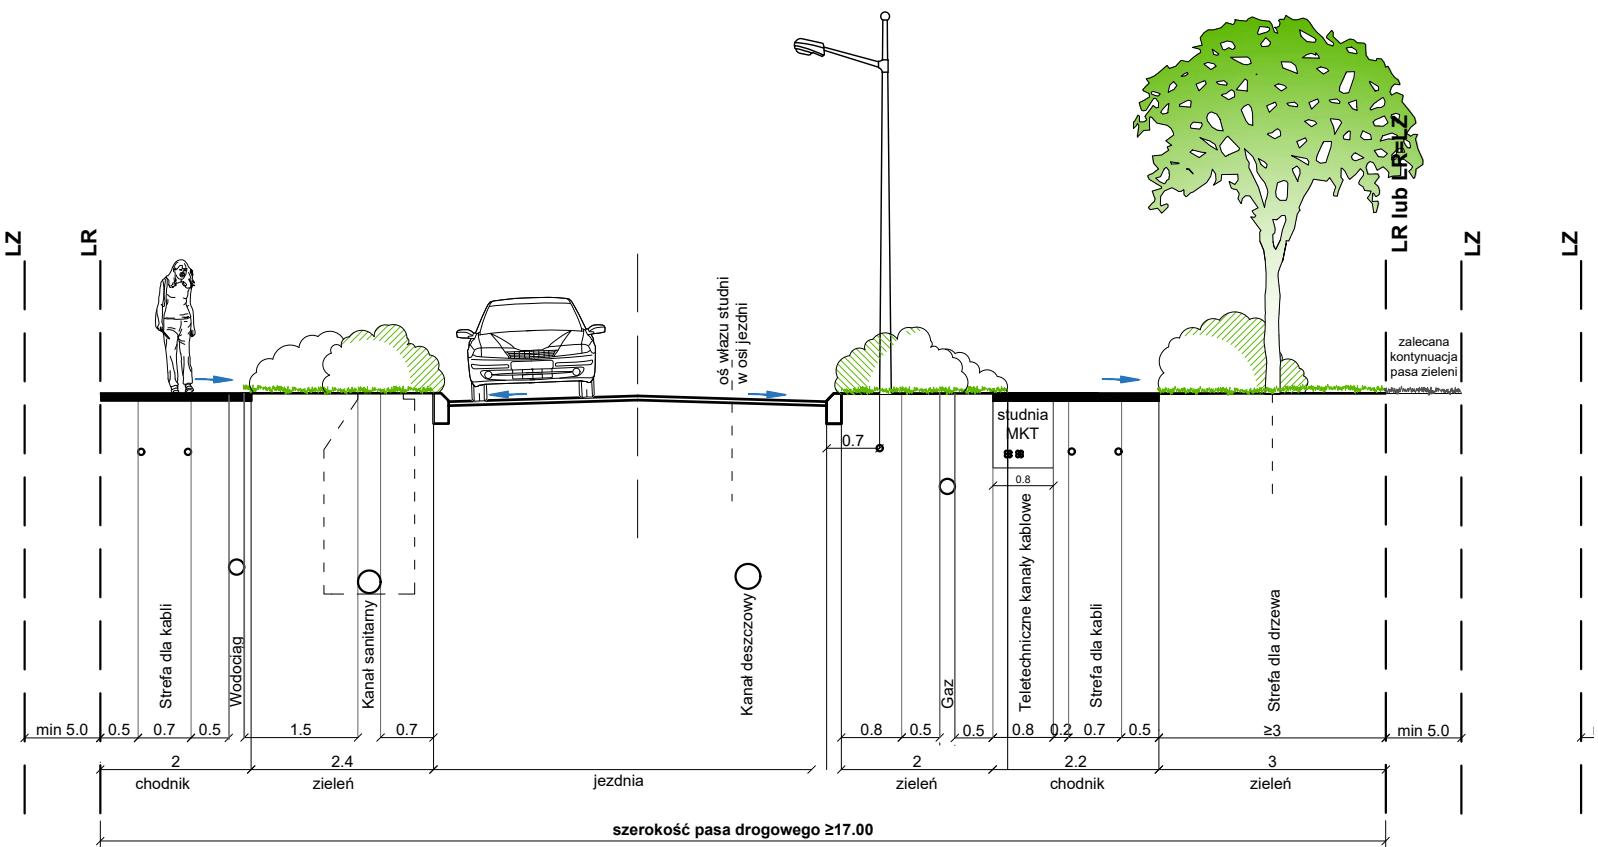 LZ
LR
LR lub LR=LZ
LZ
LZ
oś włazu studni
w osi jezdni
zalecana
kontynuacja
pasa zieleni
studnia
MKT
0.7
0.8
Strefa dla kabli
Wodociąg
Kanał sanitarny
Kanał deszczowy
Gaz
Teletechniczne kanały kablowe
Strefa dla kabli
Strefa dla drzewa
min 5.0 0.5 0.7 0.5 1.5 0.7 0.8 0.5 0.5 0.8 0.2 0.7 0.5 ≥3 min 5.0
2 2.4 2 2.2 3
chodnik zieleń jezdnia zieleń chodnik zieleń
szerokość pasa drogowego ≥17.00